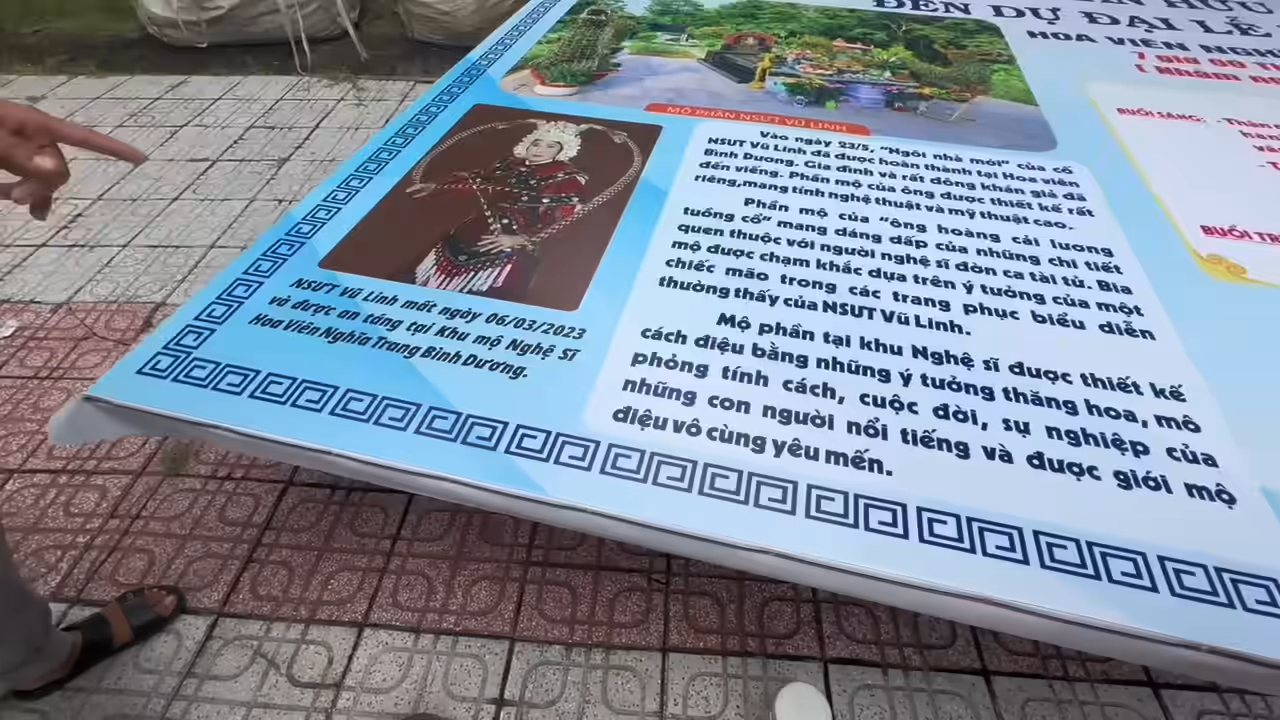 HỮU
ĐẾN DỰ ĐẠI LỄ
HOA VIÊN
MỘ PHẦN NSƯT VŨ LINH
BUỔI SÁNG:
Vào ngày 23/5, “Ngôi nhà mới” của cố
NSƯT Vũ Linh đã được hoàn thành tại Hoa viên
Bình Dương. Gia đình và rất đông khán giả đã
đến viếng. Phần mộ của ông được thiết kế rất
riêng,mang tính nghệ thuật và mỹ thuật cao.
Phần mộ của “ông hoàng cải lương
tuồng cổ” mang dáng dấp của những chi tiết
quen thuộc với người nghệ sĩ đờn ca tài tử. Bia
mộ được chạm khắc dựa trên ý tưởng của một
chiếc mão trong các trang phục biểu diễn
thường thấy của NSƯT Vũ Linh.
Mộ phần tại khu Nghệ sĩ được thiết kế
cách điệu bằng những ý tưởng thăng hoa, mô
phỏng tính cách, cuộc đời, sự nghiệp của
những con người nổi tiếng và được giới mộ
điệu vô cùng yêu mến.
NSƯT Vũ Linh mất ngày 06/03/2023
và được an táng tại Khu mộ Nghệ Sĩ
Hoa Viên Nghĩa Trang Bình Dương.